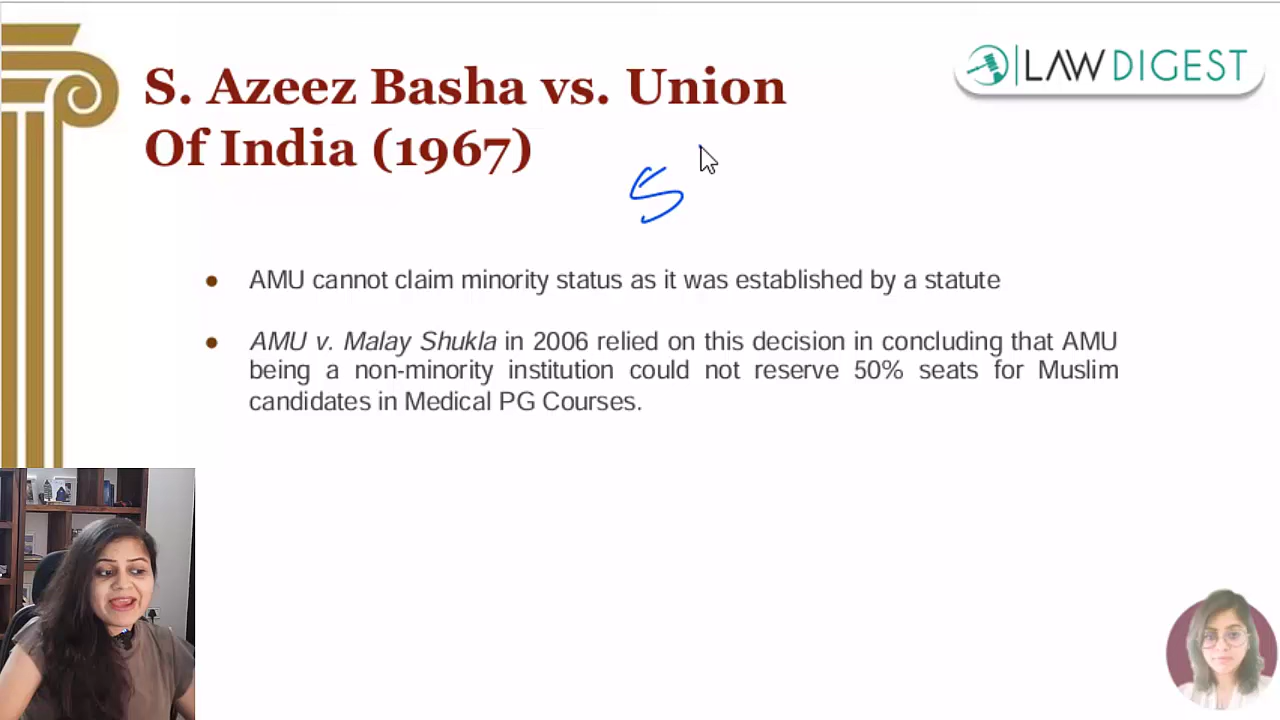 S. Azeez Basha vs. Union
Of India (1967)
LAW DIGEST
5
AMU cannot claim minority status as it was established by a statute
AMU v. Malay Shukla in 2006 relied on this decision in concluding that AMU
being a non-minority institution could not reserve 50% seats for Muslim
candidates in Medical PG Courses.